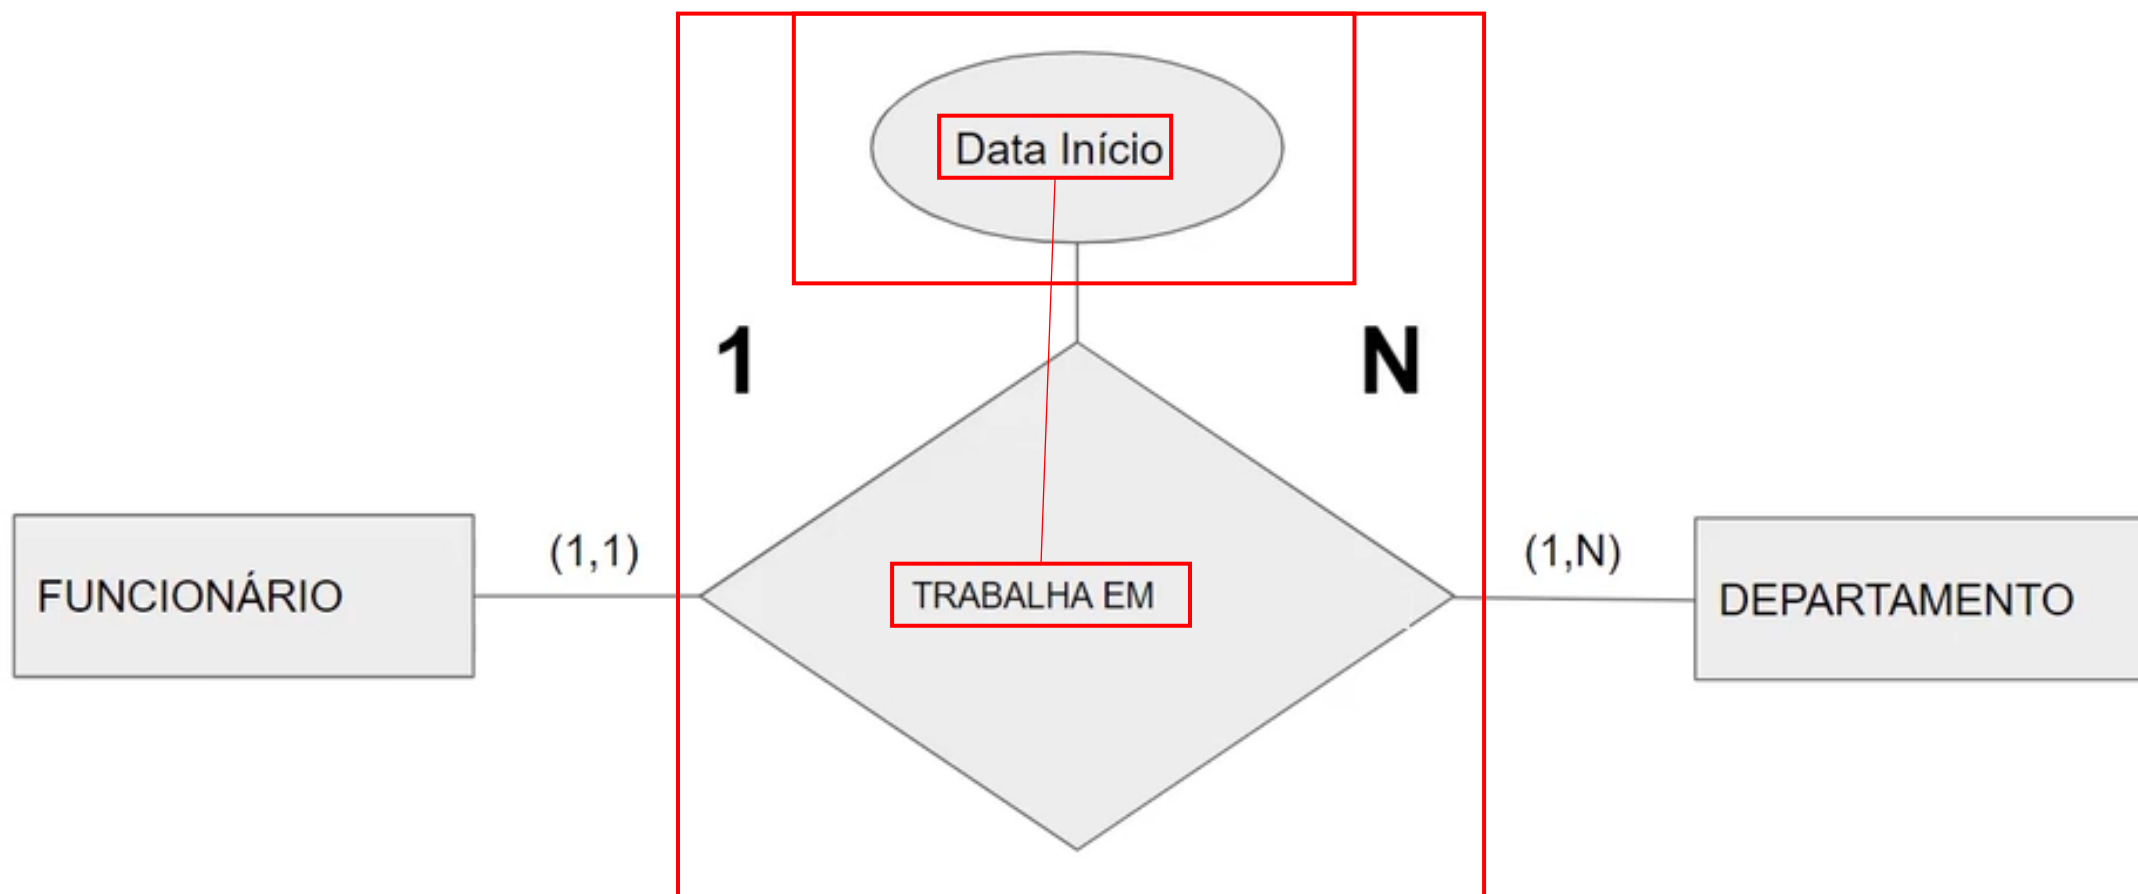 Data Início
1
N
(1,1)
(1,N)
FUNCIONÁRIO
TRABALHA EM
DEPARTAMENTO